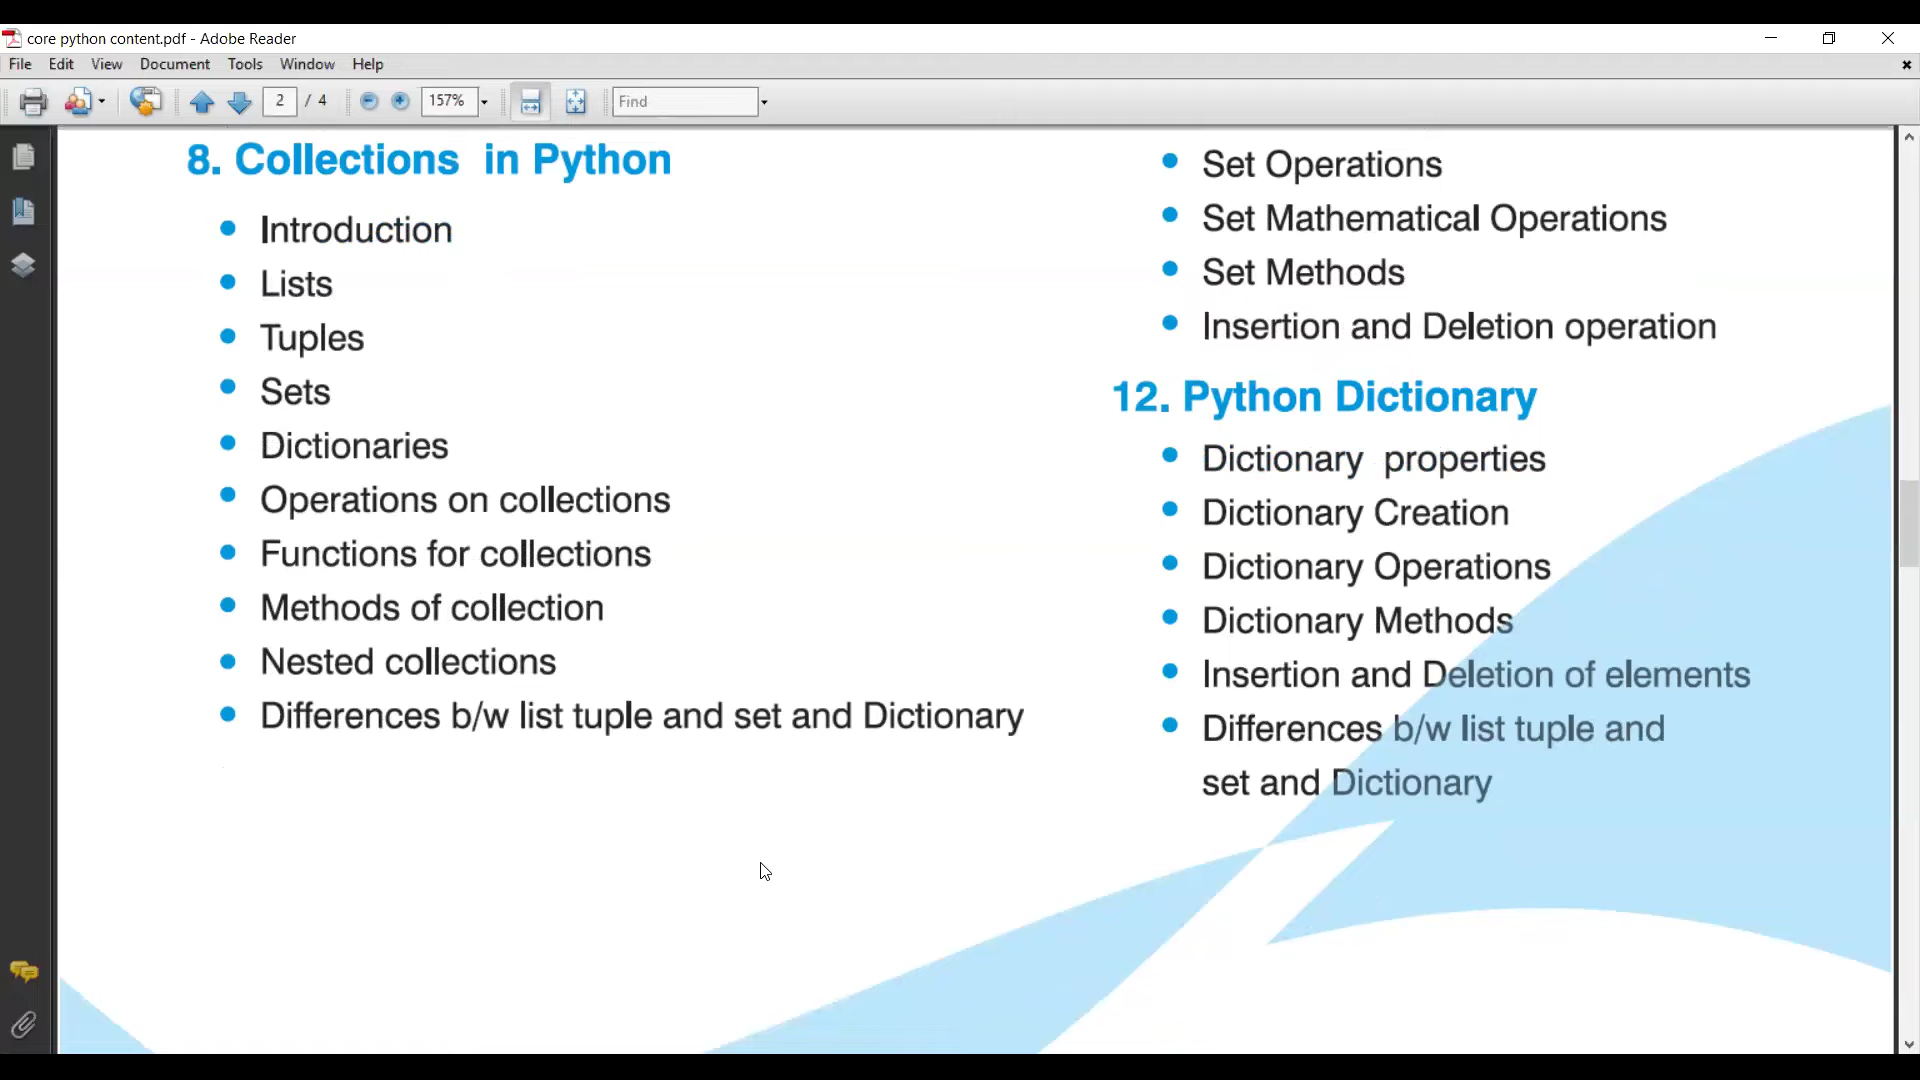 core python content.pdf - Adobe Reader
File Edit View Document Tools Window Help
2 / 4 157% Find
8. Collections in Python
Introduction
Lists
Tuples
Sets
Dictionaries
Operations on collections
Functions for collections
Methods of collection
Nested collections
Differences b/w list tuple and set and Dictionary
Set Operations
Set Mathematical Operations
Set Methods
Insertion and Deletion operation
12. Python Dictionary
Dictionary properties
Dictionary Creation
Dictionary Operations
Dictionary Methods
Insertion and Deletion of elements
Differences b/w list tuple and
set and Dictionary